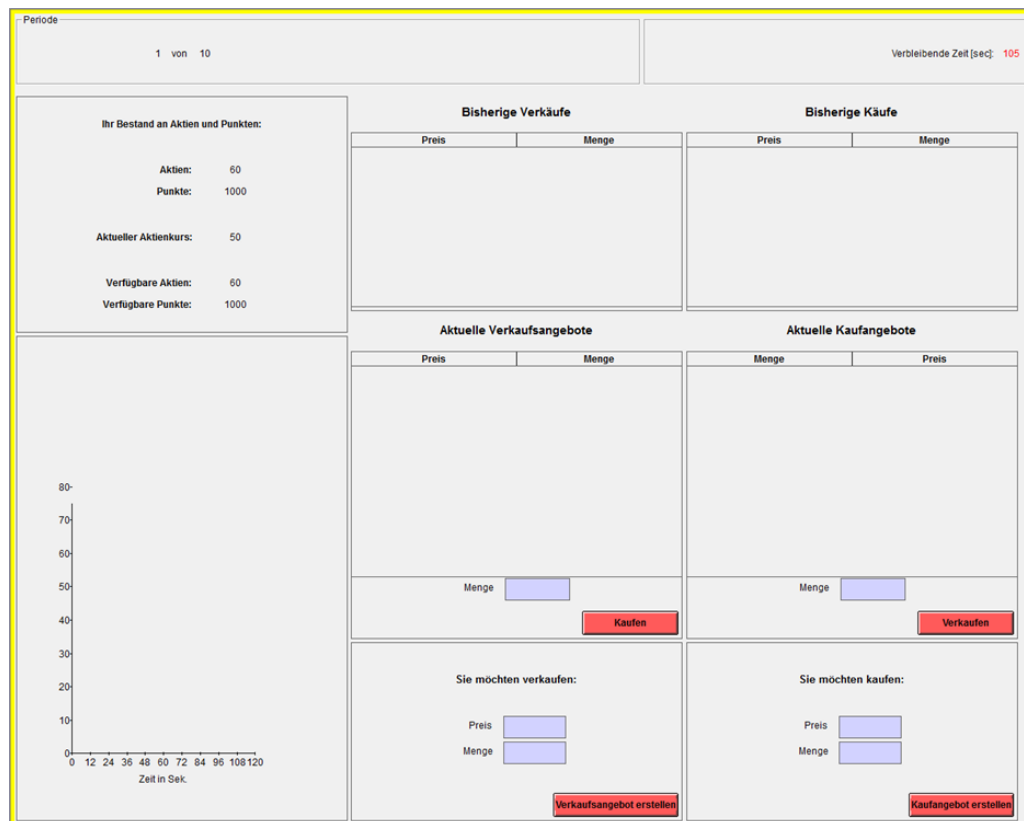 Periode
1 von 10
Verbleibende Zeit [sec]: 105
Ihr Bestand an Aktien und Punkten:
Aktien: 60
Punkte: 1000
Aktueller Aktienkurs: 50
Verfügbare Aktien: 60
Verfügbare Punkte: 1000
Bisherige Verkäufe
Preis Menge
Bisherige Käufe
Preis Menge
Aktuelle Verkaufsangebote
Preis Menge
Menge
Kaufen
Aktuelle Kaufangebote
Menge Preis
Menge
Verkaufen
80
70
60
50
40
30
20
10
0
0 12 24 36 48 60 72 84 96 108 120
Zeit in Sek.
Sie möchten verkaufen:
Preis
Menge
Verkaufsangebot erstellen
Sie möchten kaufen:
Preis
Menge
Kaufangebot erstellen